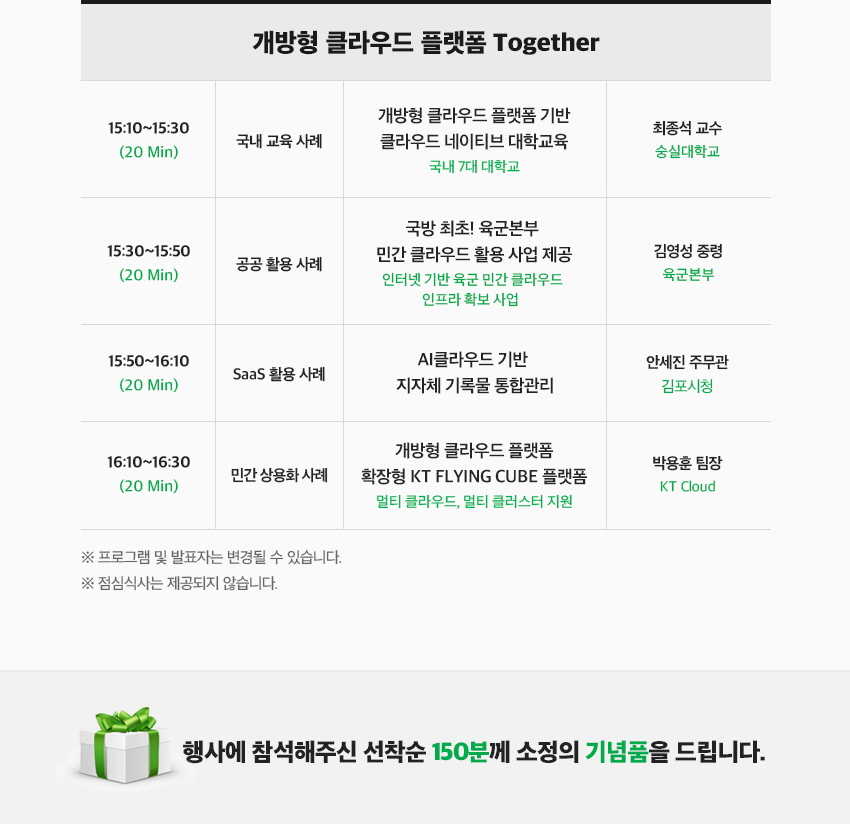 개방형 클라우드 플랫폼 Together
15:10~15:30
(20 Min)
국내 교육 사례
개방형 클라우드 플랫폼 기반
클라우드 네이티브 대학교육
국내 7대 대학교
최종석 교수
숭실대학교
15:30~15:50
(20 Min)
공공 활용 사례
국방 최초! 육군본부
민간 클라우드 활용 사업 제공
인터넷 기반 육군 민간 클라우드
인프라 확보 사업
김영성 중령
육군본부
15:50~16:10
(20 Min)
SaaS 활용 사례
AI클라우드 기반
지자체 기록물 통합관리
안세진 주무관
김포시청
16:10~16:30
(20 Min)
민간 상용화 사례
개방형 클라우드 플랫폼
확장형 KT FLYING CUBE 플랫폼
멀티 클라우드, 멀티 클러스터 지원
박용훈 팀장
KT Cloud
※ 프로그램 및 발표자는 변경될 수 있습니다.
※ 점심식사는 제공되지 않습니다.
행사에 참석해주신 선착순 150분께 소정의 기념품을 드립니다.